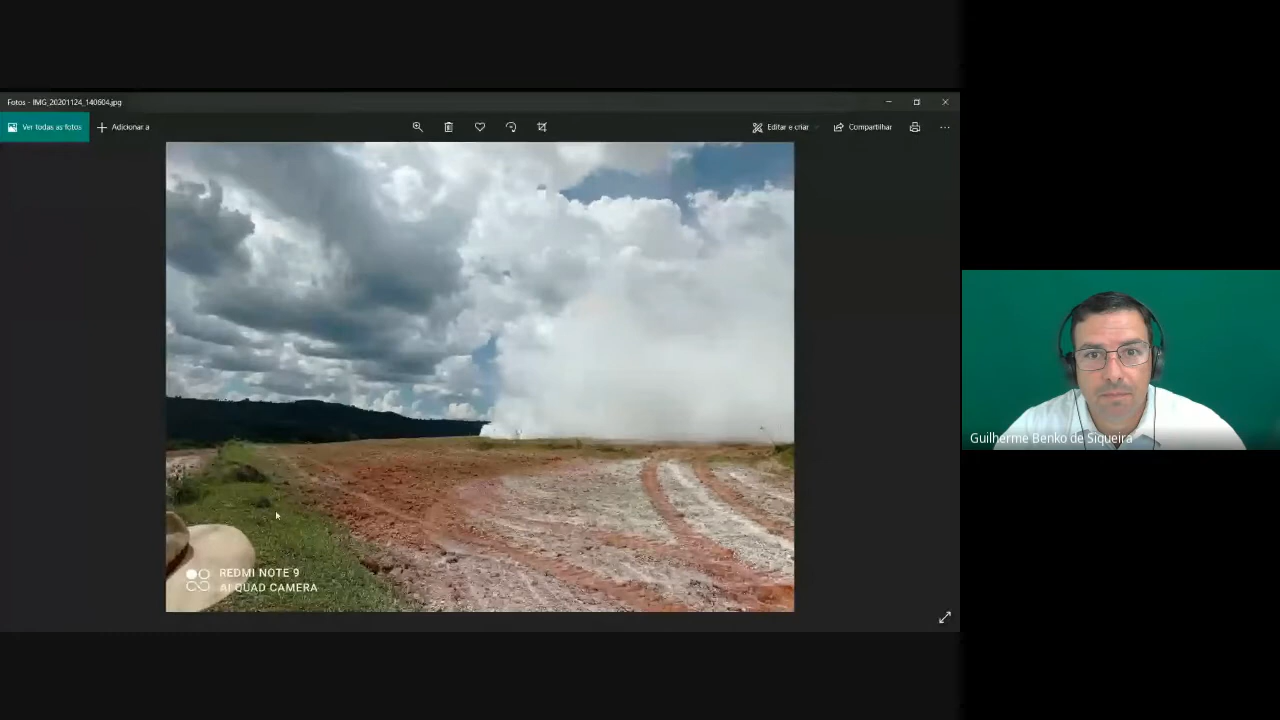 Fotos - IMG_20201124_140604.jpg
Ver todas as fotos
Adicionar a
Editar e criar
Compartilhar
REDMI NOTE 9
AI QUAD CAMERA
Guilherme Benko de Siqueira